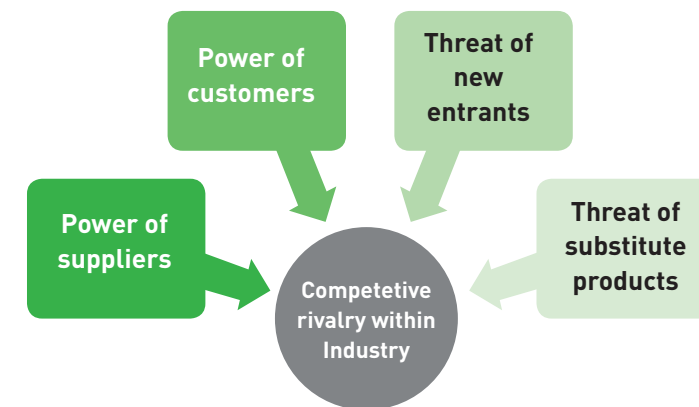 Power of
customers
Threat of
new
entrants
Power of
suppliers
Threat of
substitute
products
Competetive
rivalry within
Industry